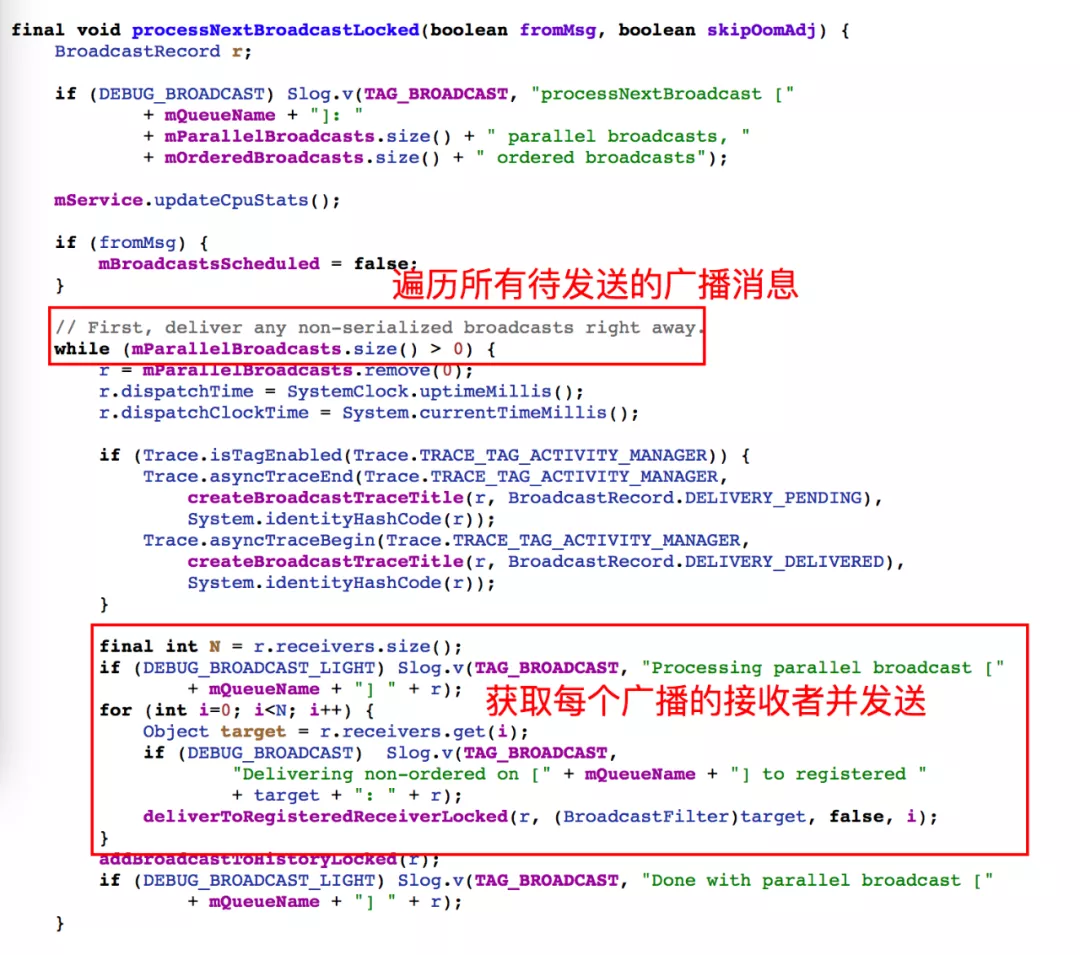 final void processNextBroadcastLocked(boolean fromMsg, boolean skipOomAdj) {
BroadcastRecord r;
if (DEBUG_BROADCAST) Slog.v(TAG_BROADCAST, "processNextBroadcast ["
+ mQueueName + "]: "
+ mParallelBroadcasts.size() + " parallel broadcasts, "
+ mOrderedBroadcasts.size() + " ordered broadcasts");
mService.updateCpuStats();
if (fromMsg) {
mBroadcastsScheduled = false;
}
遍历所有待发送的广播消息
// First, deliver any non-serialized broadcasts right away.
while (mParallelBroadcasts.size() > 0) {
r = mParallelBroadcasts.remove(0);
r.dispatchTime = SystemClock.uptimeMillis();
r.dispatchClockTime = System.currentTimeMillis();
if (Trace.isTagEnabled(Trace.TRACE_TAG_ACTIVITY_MANAGER)) {
Trace.asyncTraceEnd(Trace.TRACE_TAG_ACTIVITY_MANAGER,
createBroadcastTraceTitle(r, BroadcastRecord.DELIVERY_PENDING),
System.identityHashCode(r));
Trace.asyncTraceBegin(Trace.TRACE_TAG_ACTIVITY_MANAGER,
createBroadcastTraceTitle(r, BroadcastRecord.DELIVERY_DELIVERED),
System.identityHashCode(r));
}
final int N = r.receivers.size();
if (DEBUG_BROADCAST_LIGHT) Slog.v(TAG_BROADCAST, "Processing parallel broadcast ["
+ mQueueName + "] " + r);
获取每个广播的接收者并发送
for (int i=0; i<N; i++) {
Object target = r.receivers.get(i);
if (DEBUG_BROADCAST)  Slog.v(TAG_BROADCAST,
"Delivering non-ordered on [" + mQueueName + "] to registered "
+ target + ": " + r);
deliverToRegisteredReceiverLocked(r, (BroadcastFilter)target, false, i);
}
addBroadcastToHistoryLocked(r);
if (DEBUG_BROADCAST_LIGHT) Slog.v(TAG_BROADCAST, "Done with parallel broadcast ["
+ mQueueName + "] " + r);
}